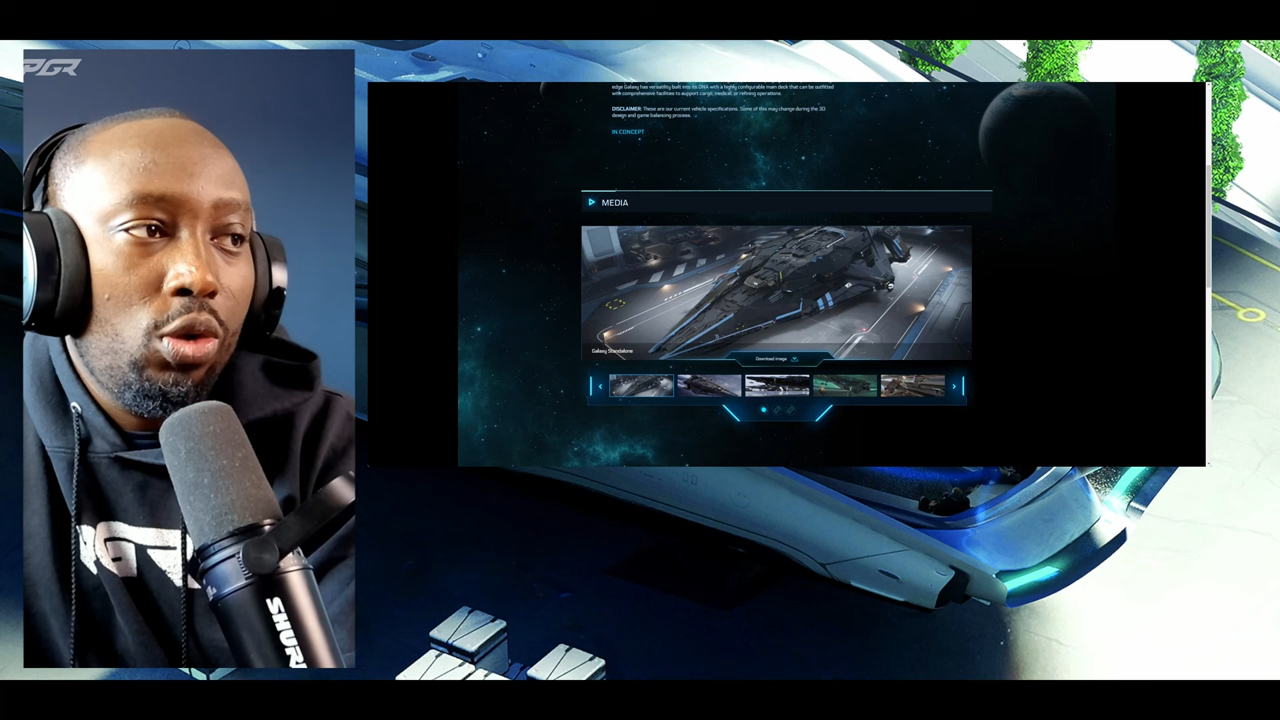 PGR
edge Galaxy has versatility built into its DNA with a highly configurable main deck that can be outfitted
with comprehensive facilities to support cargo, medical, or refining operations.
DISCLAIMER: These are our current vehicle specifications. Some of this may change during the 3D
design and game balancing process.
IN CONCEPT
MEDIA
Galaxy Standalone
Download image
PGR
SHURE